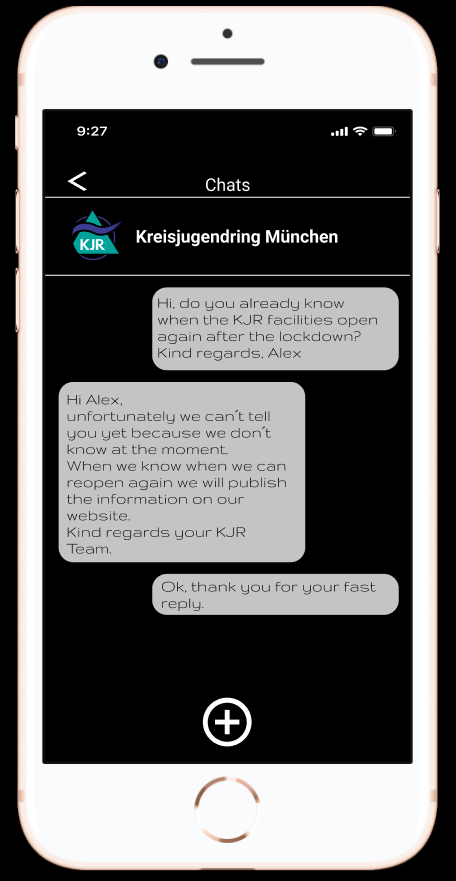 9:27
Chats
KJR
Kreisjugendring München
Hi, do you already know
when the KJR facilities open
again after the lockdown?
Kind regards, Alex
Hi Alex,
unfortunately we can´t tell
you yet because we don´t
know at the moment.
When we know when we can
reopen again we will publish
the information on our
website.
Kind regards your KJR
Team.
Ok, thank you for your fast
reply.